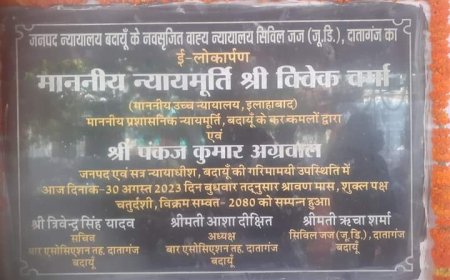 जनपद न्यायालय बदायूँ के नवसृजित वाह्य न्यायालय सिविल जज (जू.डि.), दातागंज का
ई-लोकार्पण
माननीय न्यायमूर्ति श्री विवेक वर्मा
(माननीय उच्च न्यायालय, इलाहाबाद)
माननीय प्रशासनिक न्यायमूर्ति, बदायूँ के कर कमलों द्वारा
एवं
श्री पंकज कुमार अग्रवाल
जनपद एवं सत्र न्यायाधीश, बदायूँ की गरिमामयी उपस्थिति में
आज दिनांक-30 अगस्त 2023 दिन बुधवार तद्नुसार श्रावण मास, शुक्ल पक्ष
चतुर्दशी, विक्रम सम्वत-2080 को सम्पन्न हुआ।
श्री त्रिवेन्द्र सिंह यादव श्रीमती आशा दीक्षित श्रीमती ऋचा शर्मा
सचिव अध्यक्ष सिविल जज (जू.डि.), दातागंज
बार एसोसिएशन तह, दातागंज बार एसोसिएशन तह, दातागंज बदायूँ
बदायूँ बदायूँ